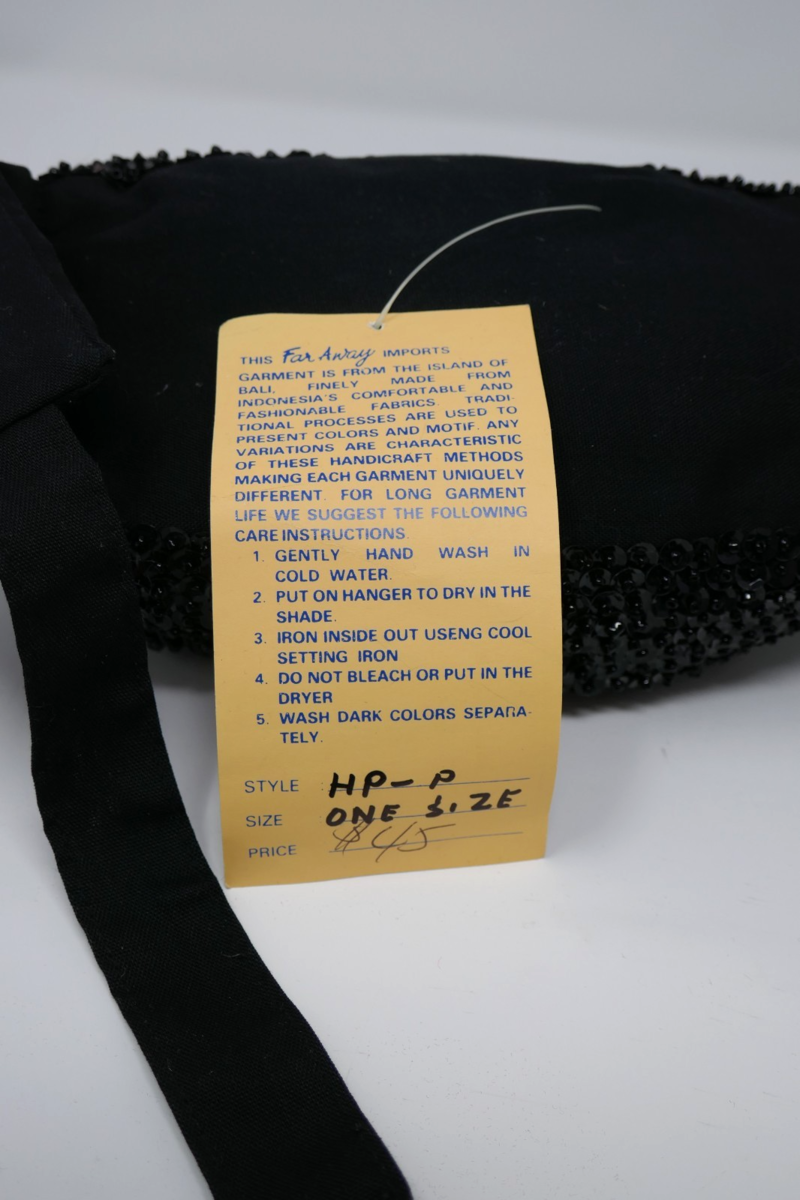 THIS Far Away IMPORTS
GARMENT IS FROM THE ISLAND OF
BALI, FINELY MADE FROM
INDONESIA'S COMFORTABLE AND
FASHIONABLE FABRICS. TRADI-
TIONAL PROCESSES ARE USED TO
PRESENT COLORS AND MOTIF. ANY
VARIATIONS ARE CHARACTERISTIC
OF THESE HANDICRAFT METHODS
MAKING EACH GARMENT UNIQUELY
DIFFERENT. FOR LONG GARMENT
LIFE WE SUGGEST THE FOLLOWING
CARE INSTRUCTIONS.
1. GENTLY HAND WASH IN
COLD WATER.
2. PUT ON HANGER TO DRY IN THE
SHADE.
3. IRON INSIDE OUT USENG COOL
SETTING IRON
4. DO NOT BLEACH OR PUT IN THE
DRYER
5. WASH DARK COLORS SEPARA-
TELY.
STYLE : HP-P
SIZE ONE SIZE
PRICE $45